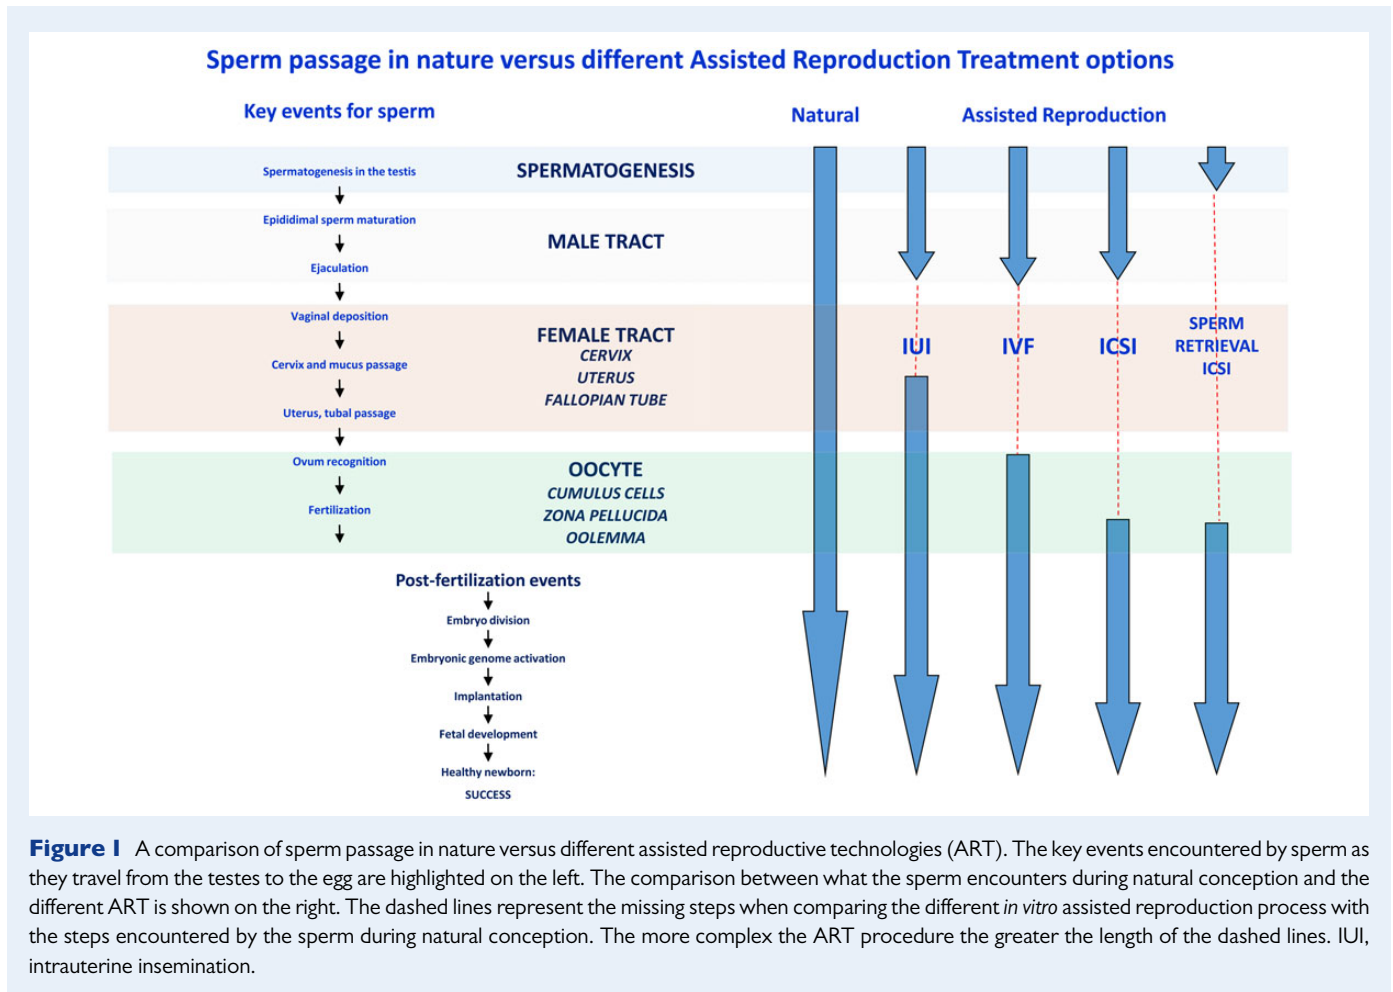 Sperm passage in nature versus different Assisted Reproduction Treatment options
Key events for sperm
Natural
Assisted Reproduction
Spermatogenesis in the testis
Epididimal sperm maturation
Ejaculation
Vaginal deposition
Cervix and mucus passage
Uterus, tubal passage
Ovum recognition
Fertilization
SPERMATOGENESIS
MALE TRACT
FEMALE TRACT
CERVIX
UTERUS
FALLOPIAN TUBE
OOCYTE
CUMULUS CELLS
ZONA PELLUCIDA
OOLEMMA
IUI
IVF
ICSI
SPERM
RETRIEVAL
ICSI
Post-fertilization events
Embryo division
Embryonic genome activation
Implantation
Fetal development
Healthy newborn:
SUCCESS
Figure 1 A comparison of sperm passage in nature versus different assisted reproductive technologies (ART). The key events encountered by sperm as
they travel from the testes to the egg are highlighted on the left. The comparison between what the sperm encounters during natural conception and the
different ART is shown on the right. The dashed lines represent the missing steps when comparing the different in vitro assisted reproduction process with
the steps encountered by the sperm during natural conception. The more complex the ART procedure the greater the length of the dashed lines. IUI,
intrauterine insemination.